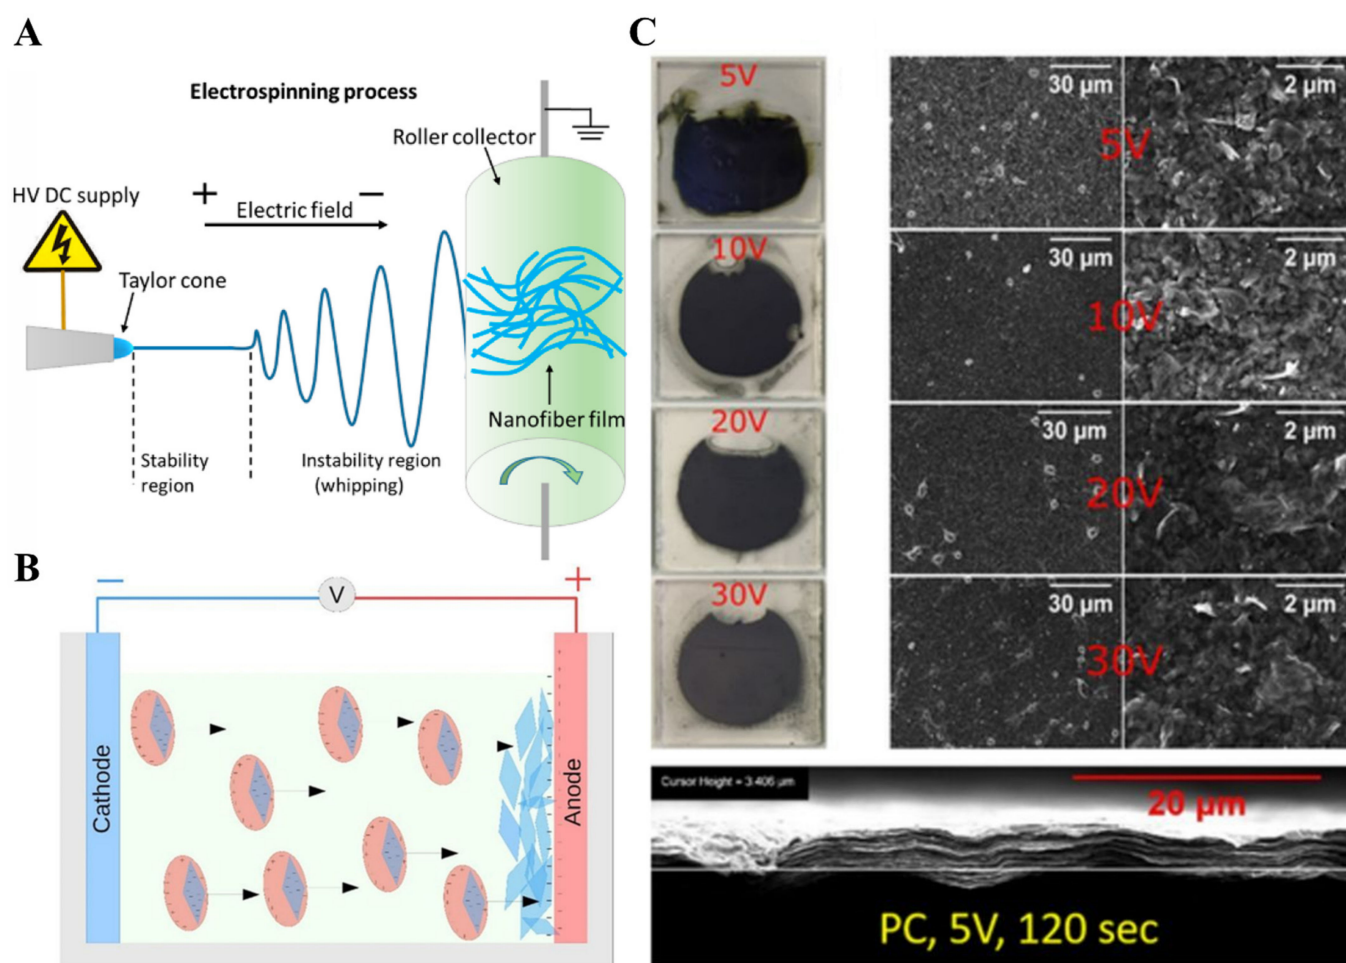 A
Electrospinning process
Roller collector
HV DC supply
+
−
Electric field
Taylor cone
Nanofiber film
Stability
region
Instability region
(whipping)
B
−
V
+
Cathode
Anode
C
5V
10V
20V
30V
30 µm
2 µm
5V
30 µm
2 µm
10V
30 µm
2 µm
20V
30 µm
2 µm
30V
Cursor Height = 3.406 µm
20 µm
PC, 5V, 120 sec